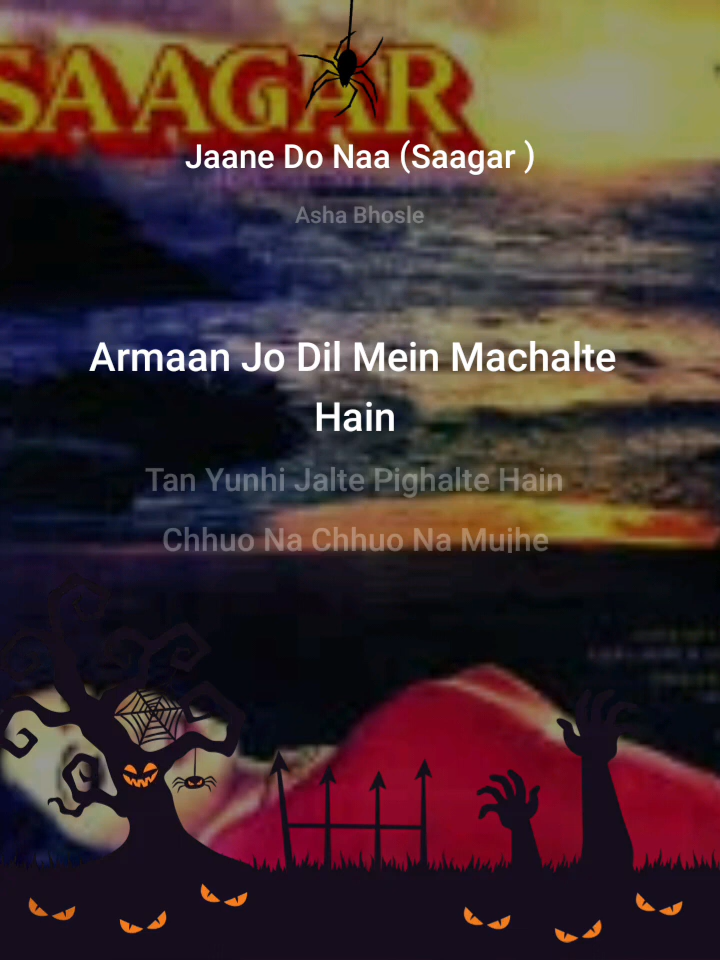 SAAGAR
Jaane Do Naa (Saagar )
Asha Bhosle
Armaan Jo Dil Mein Machalte
Hain
Tan Yunhi Jalte Pighalte Hain
Chhuo Na Chhuo Na Mujhe